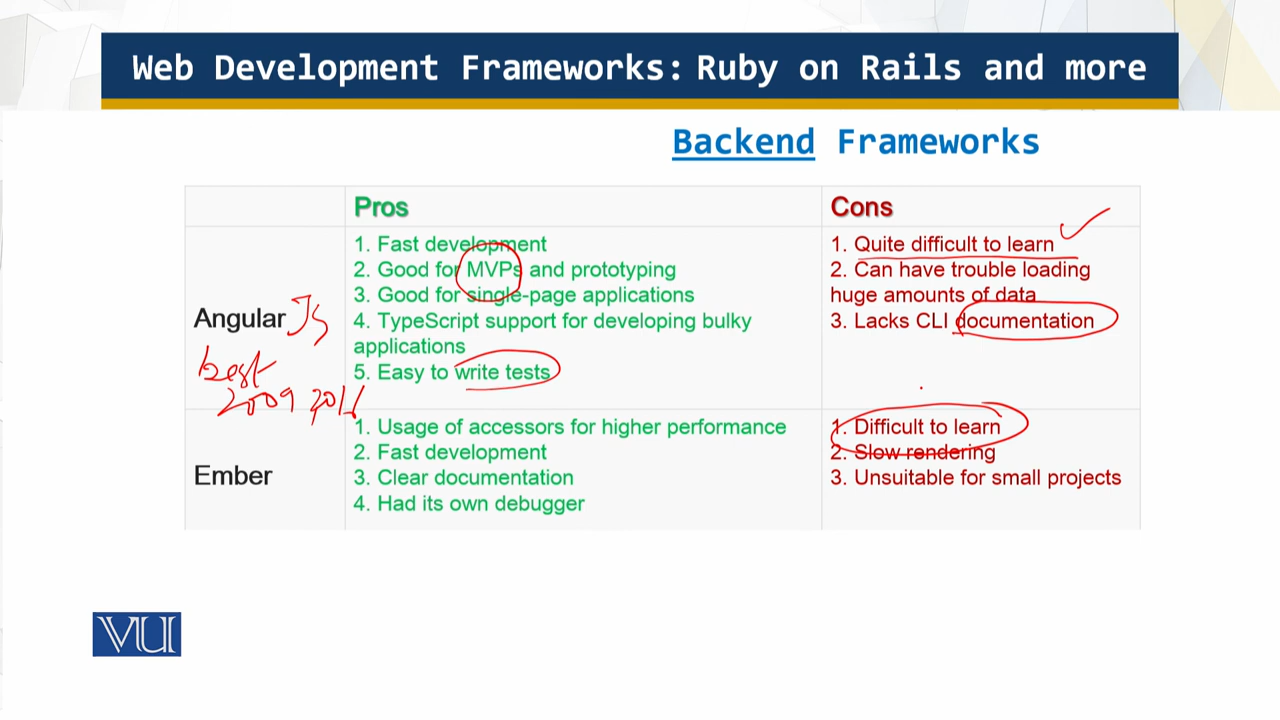 Web Development Frameworks: Ruby on Rails and more
Backend Frameworks
Pros
Cons
Angular JS
best
2009
1. Fast development
2. Good for MVPs and prototyping
3. Good for single-page applications
4. TypeScript support for developing bulky
applications
5. Easy to write tests
1. Quite difficult to learn
2. Can have trouble loading
huge amounts of data
3. Lacks CLI documentation
Ember
1. Usage of accessors for higher performance
2. Fast development
3. Clear documentation
4. Had its own debugger
1. Difficult to learn
2. Slow rendering
3. Unsuitable for small projects
VU